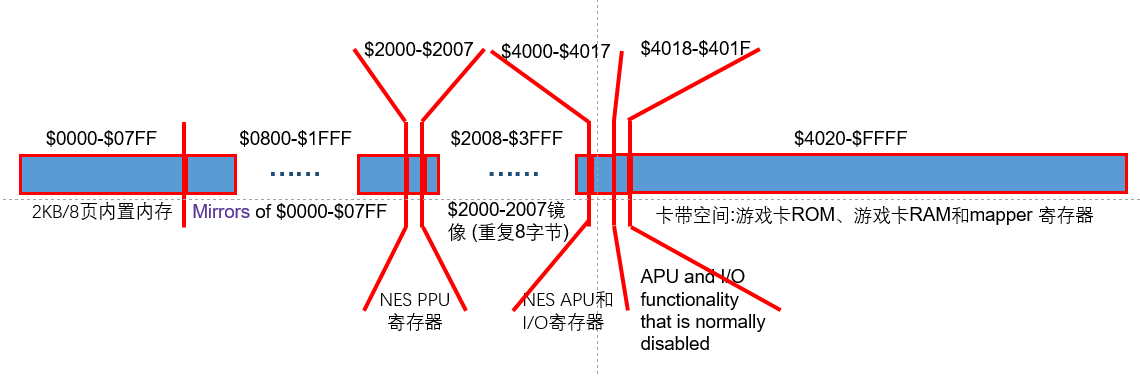 $2000-$2007
$4000-$4017
$4018-$401F
$0000-$07FF
$0800-$1FFF
$2008-$3FFF
$4020-$FFFF
……
……
2KB/8页内置内存
Mirrors of $0000-$07FF
$2000-2007镜
像 (重复8字节)
卡带空间:游戏卡ROM、游戏卡RAM和mapper 寄存器
NES PPU
寄存器
NES APU和
I/O寄存器
APU and I/O
functionality
that is normally
disabled